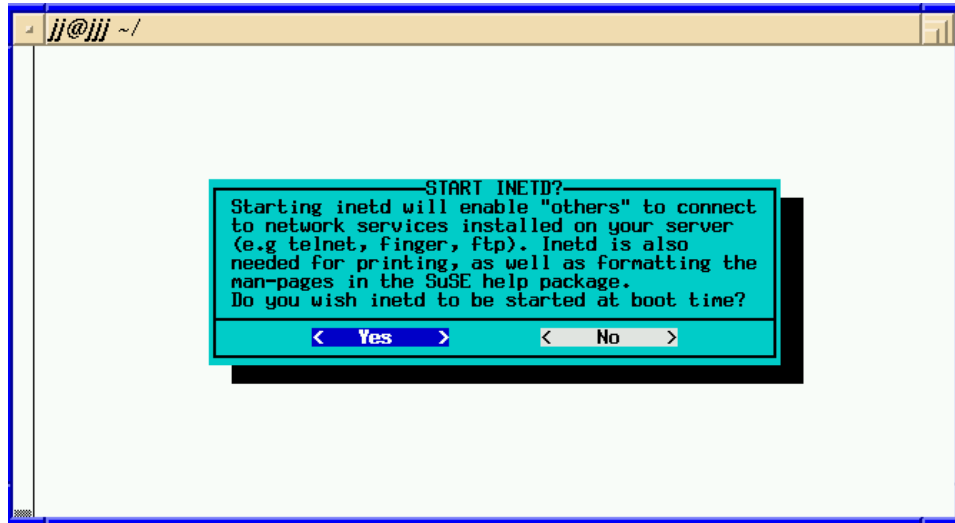 jj@jjj ~/
START INETD?
Starting inetd will enable "others" to connect
to network services installed on your server
(e.g telnet, finger, ftp). Inetd is also
needed for printing, as well as formatting the
man-pages in the SuSE help package.
Do you wish inetd to be started at boot time?
< Yes > < No >